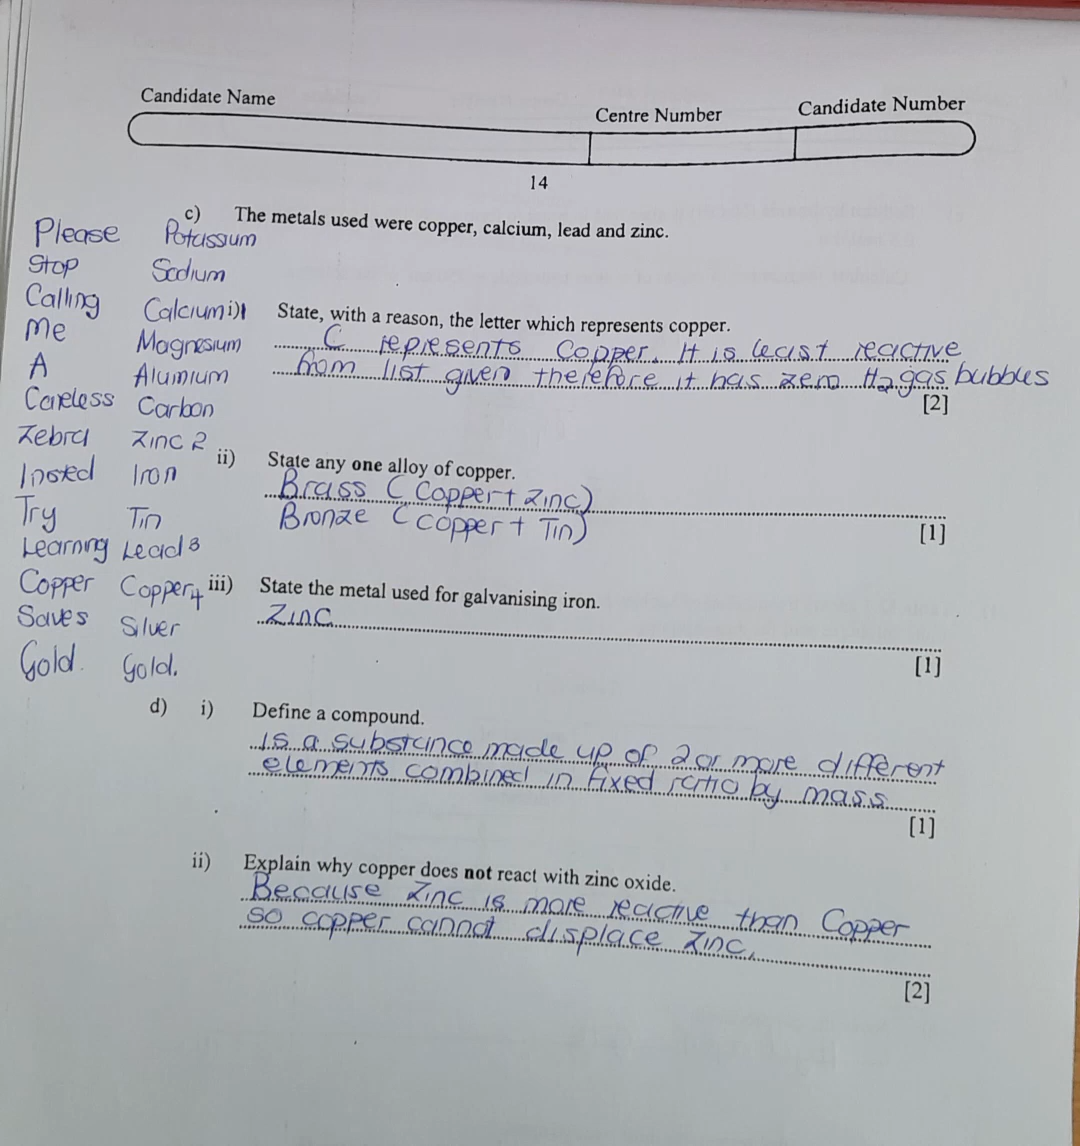 Candidate Name
Centre Number
Candidate Number
14
c) The metals used were copper, calcium, lead and zinc.
Please Potassum
Stop Sodium
Calling Calcium 1
Me Magnesium
A Alumium
Careless Carbon
Zebra Zinc 2
Insted Iron
Try Tin
Learning Lead 3
Copper Copper 4
Saves Silver
Gold. Gold.
i) State, with a reason, the letter which represents copper.
C represents Copper. It is least reactive
from list given therefore it has zero H2 gas bubbles
[2]
ii) State any one alloy of copper.
Brass (Copper + Zinc)
Bronze (copper + Tin)
[1]
iii) State the metal used for galvanising iron.
Zinc
[1]
d) i) Define a compound.
Is a substance made up of 2 or more different
elements combined in fixed ratio by mass
[1]
ii) Explain why copper does not react with zinc oxide.
Because Zinc is more reactive than Copper
so copper cannot displace Zinc.
[2]